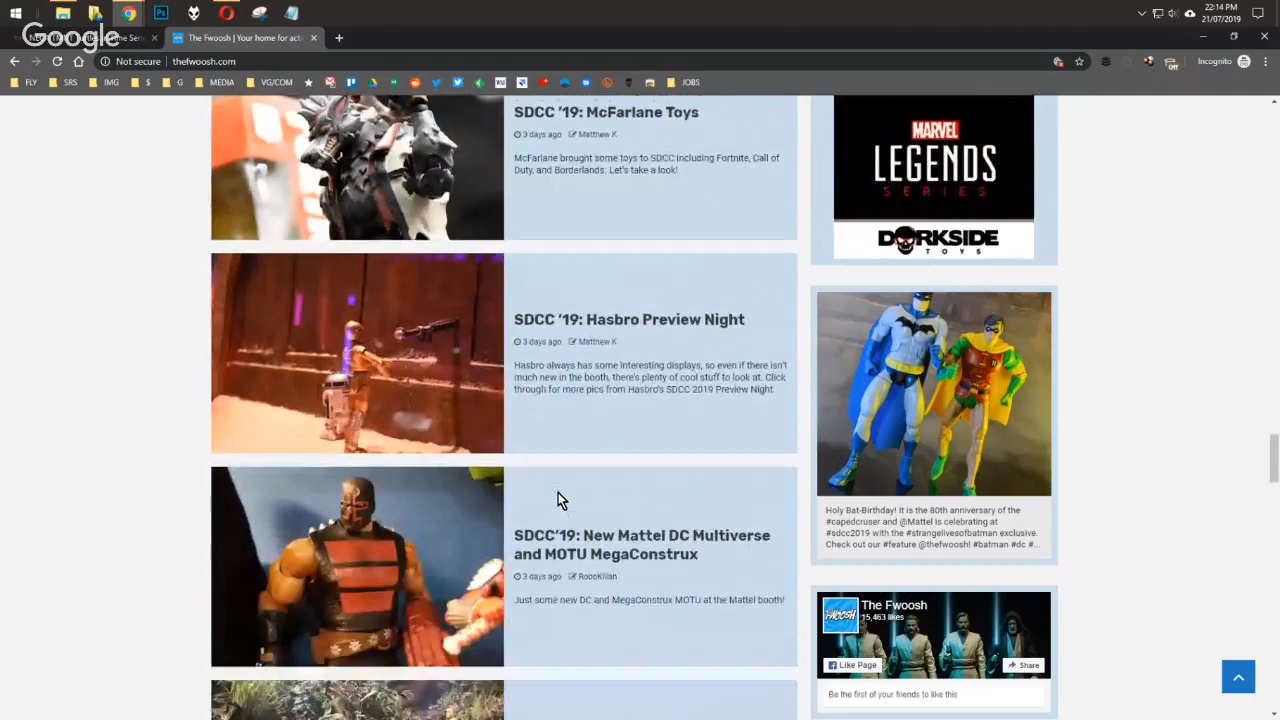 22:14
PM
21/07/2019
Google
The Fwoosh | Your home for act
Not secure | thefwoosh.com
Incognito
FLY
SRS
IMG
$
G
MEDIA
VG/COM
JOBS
SDCC '19: McFarlane Toys
3 days ago Matthew K
McFarlane brought some toys to SDCC including Fortnite, Call of
Duty, and Borderlands. Let's take a look!
SDCC '19: Hasbro Preview Night
3 days ago Matthew K
Hasbro always has some interesting displays, so even if there isn't
much new in the booth, there's plenty of cool stuff to look at. Click
through for more pics from Hasbro's SDCC 2019 Preview Night.
SDCC'19: New Mattel DC Multiverse
and MOTU MegaConstrux
3 days ago RoboKillah
Just some new DC and MegaConstrux MOTU at the Mattel booth!
MARVEL
LEGENDS
SERIES
DORKSIDE
TOYS
Holy Bat-Birthday! It is the 80th anniversary of the
#capedcruser and @Mattel is celebrating at
#sdcc2019 with the #strangelivesofbatman exclusive.
Check out our #feature @thefwoosh! #batman #dc #...
FWOOSH
The Fwoosh
15,463 likes
Like Page
Share
Be the first of your friends to like this